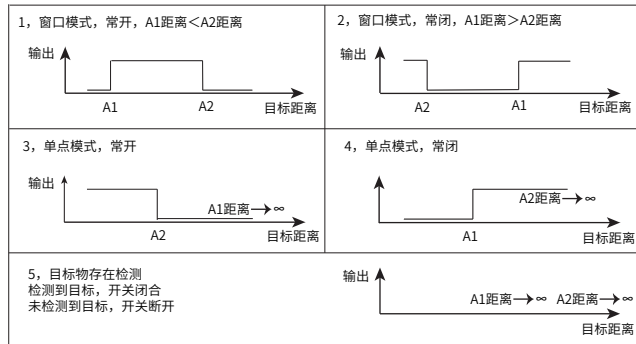 1，窗口模式，常开，A1距离＜A2距离
输出
A1
A2
目标距离
2，窗口模式，常闭，A1距离＞A2距离
输出
A2
A1
目标距离
3，单点模式，常开
输出
A1距离→∞
A2
目标距离
4，单点模式，常闭
A2距离→∞
A1
目标距离
5，目标物存在检测
检测到目标，开关闭合
未检测到目标，开关断开
输出
A1距离→∞ A2距离→∞
目标距离